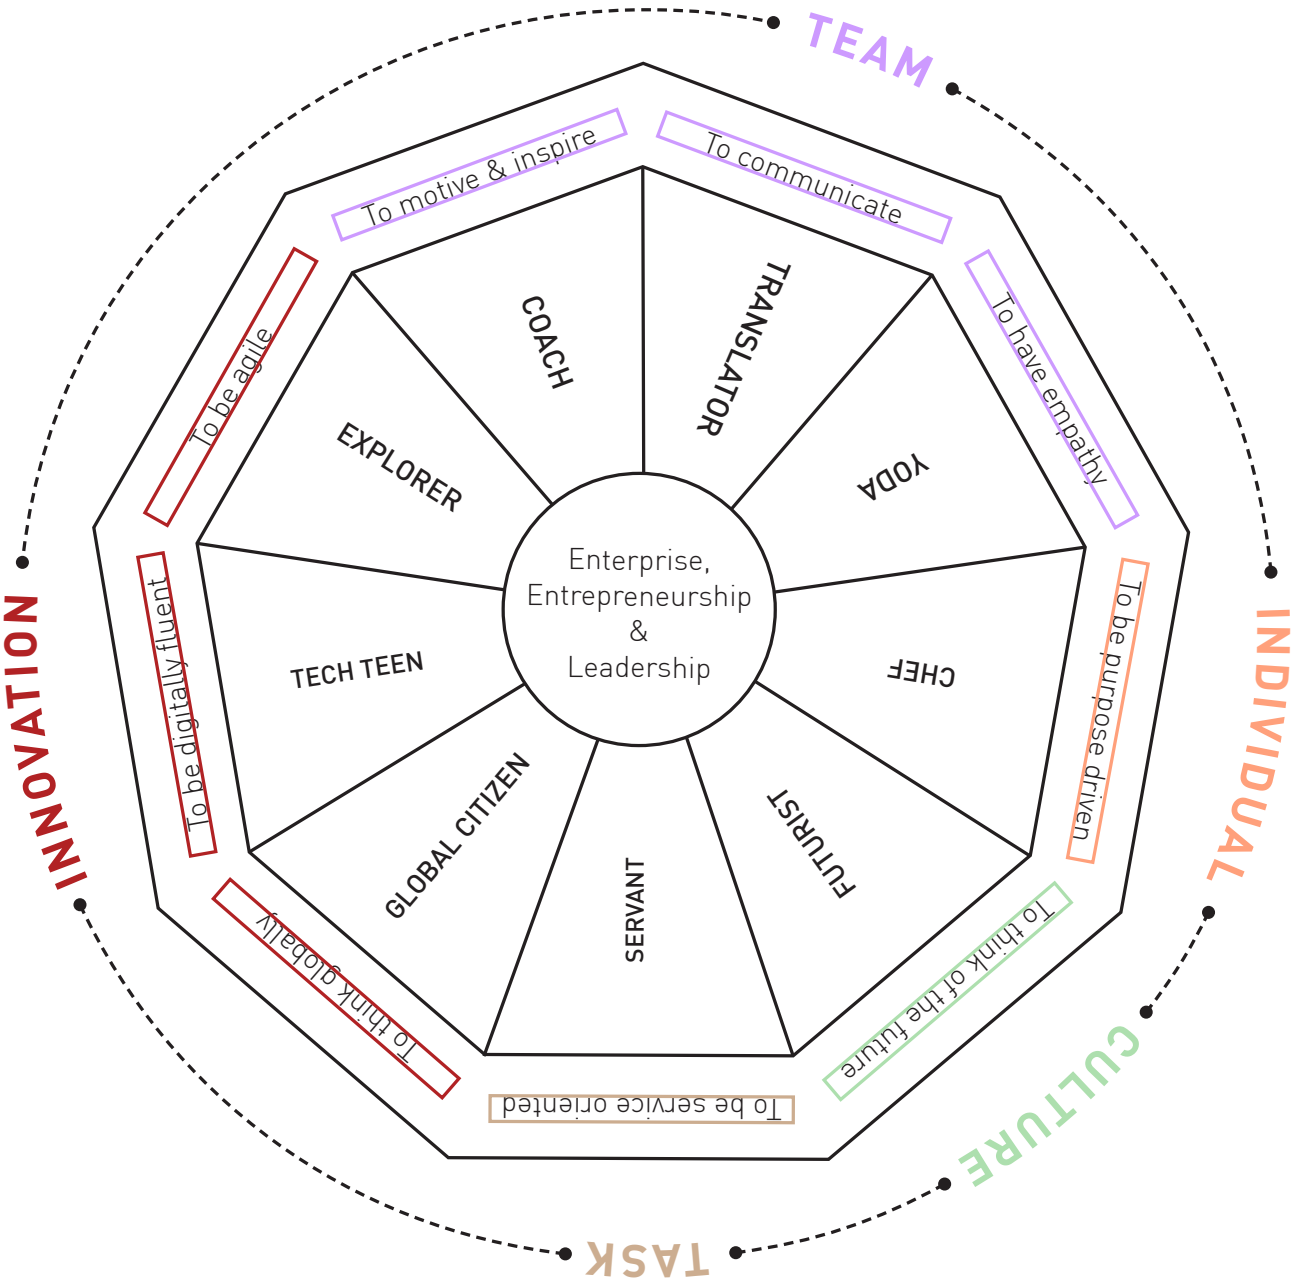 TEAM
INDIVIDUAL
CULTURE
TASK
INNOVATION
To motive & inspire
To communicate
To have empathy
To be purpose driven
To think of the future
To be service oriented
To think globally
To be digitally fluent
To be agile
COACH
TRANSLATOR
YODA
CHEF
FUTURIST
SERVANT
GLOBAL CITIZEN
TECH TEEN
EXPLORER
Enterprise,
Entrepreneurship
&
Leadership